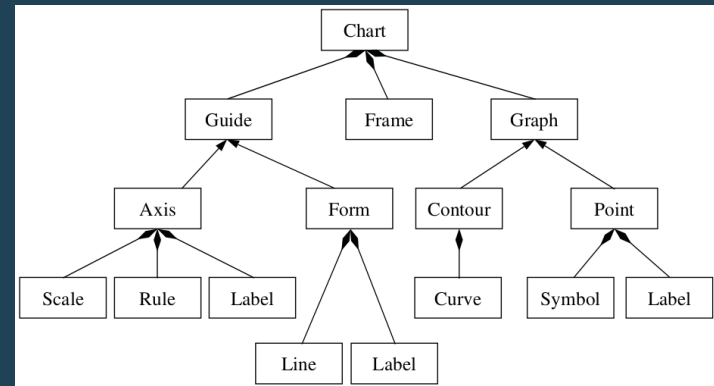 Chart
Guide
Frame
Graph
Axis
Form
Contour
Point
Scale
Rule
Label
Curve
Symbol
Label
Line
Label